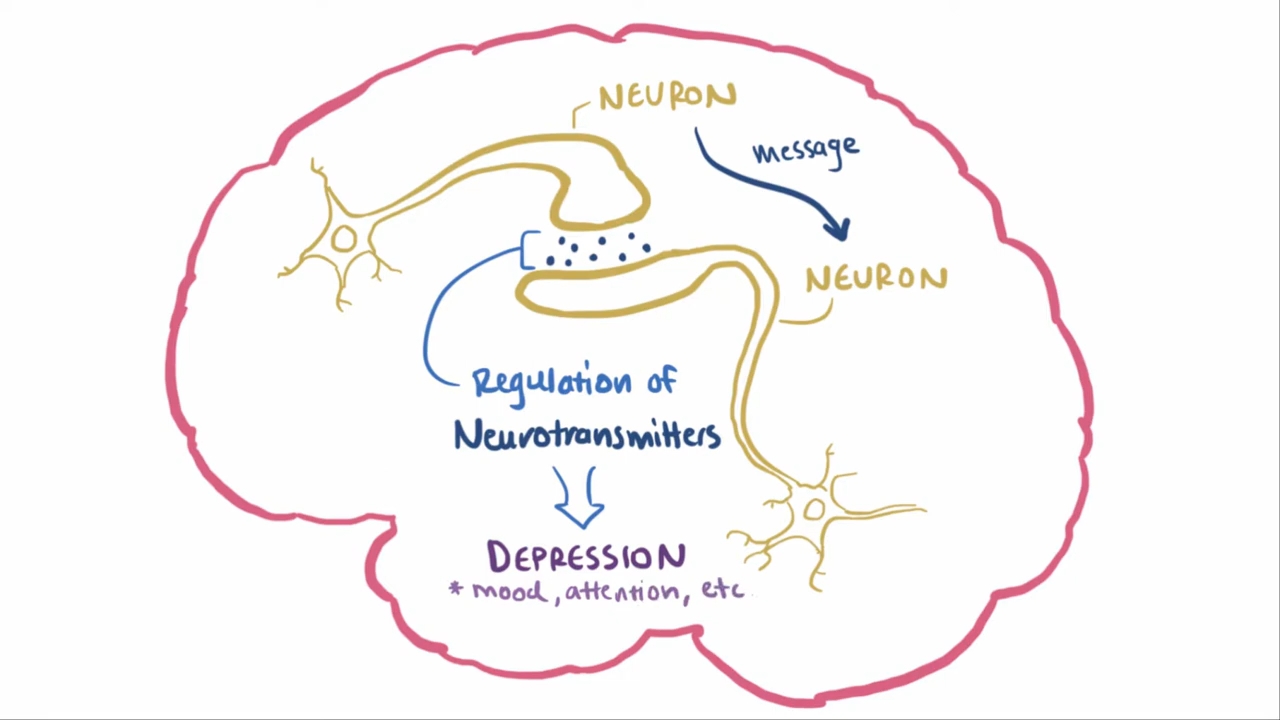 NEURON
message
NEURON
Regulation of
Neurotransmitters
DEPRESSION
* mood, attention, etc.